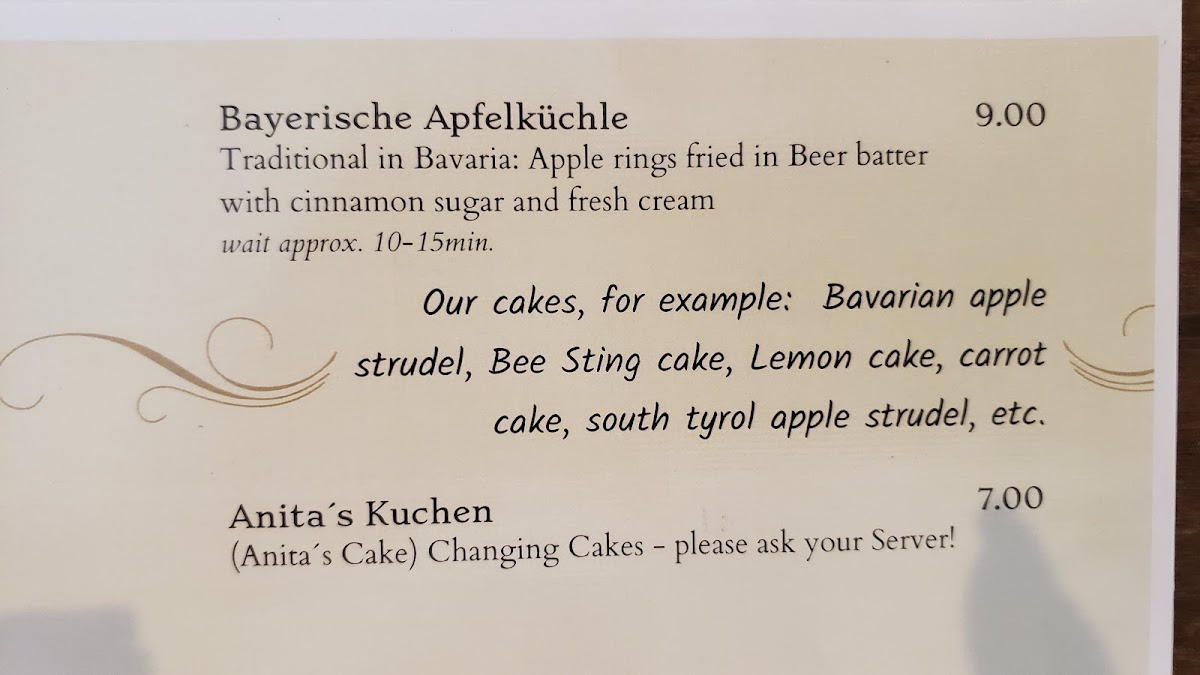 Bayerische Apfelküchle 9.00
Traditional in Bavaria: Apple rings fried in Beer batter
with cinnamon sugar and fresh cream
wait approx. 10-15min.
Our cakes, for example: Bavarian apple
strudel, Bee Sting cake, Lemon cake, carrot
cake, south tyrol apple strudel, etc.
Anita´s Kuchen 7.00
(Anita´s Cake) Changing Cakes - please ask your Server!